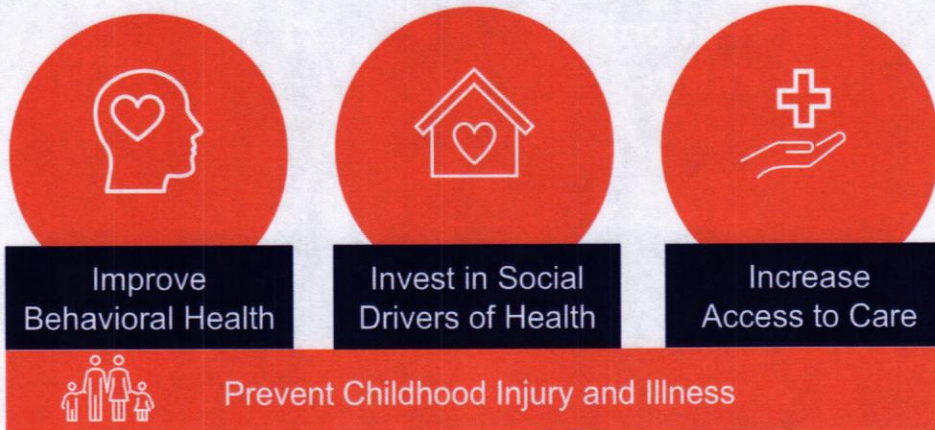 Improve
Behavioral Health
Invest in Social
Drivers of Health
Increase
Access to Care
Prevent Childhood Injury and Illness